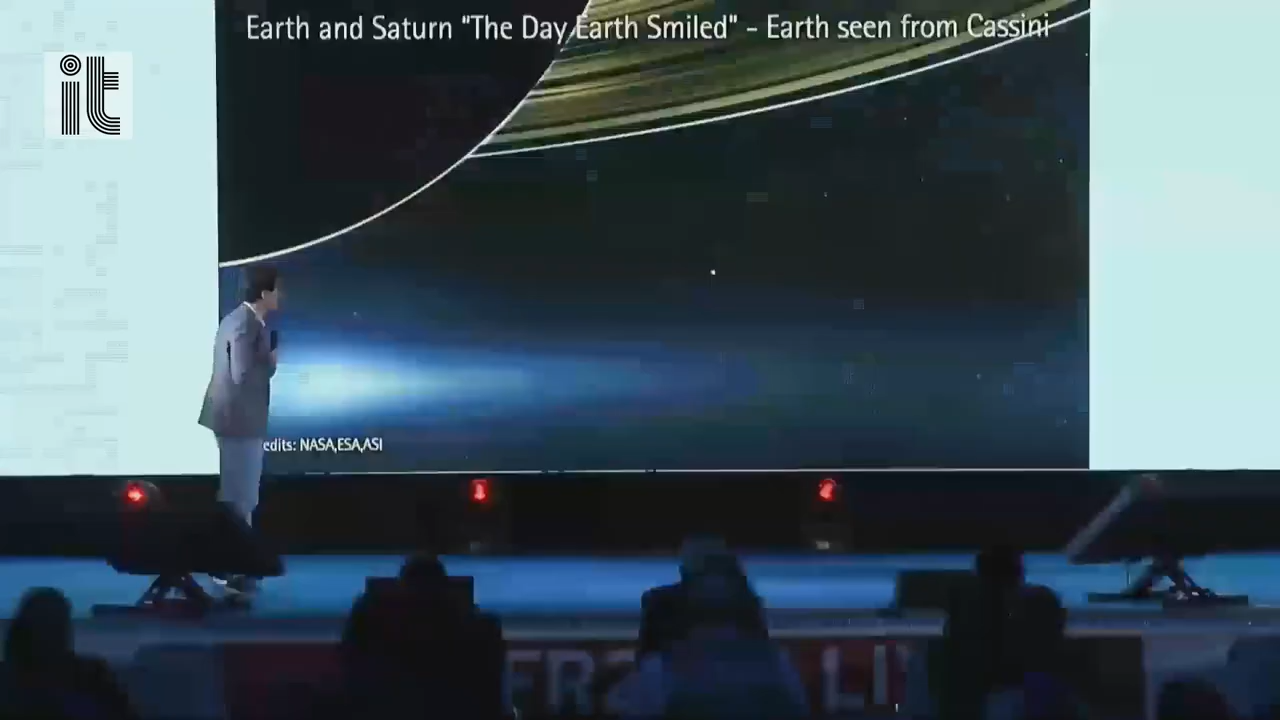 Earth and Saturn "The Day Earth Smiled" - Earth seen from Cassini
it
edits: NASA,ESA,ASI